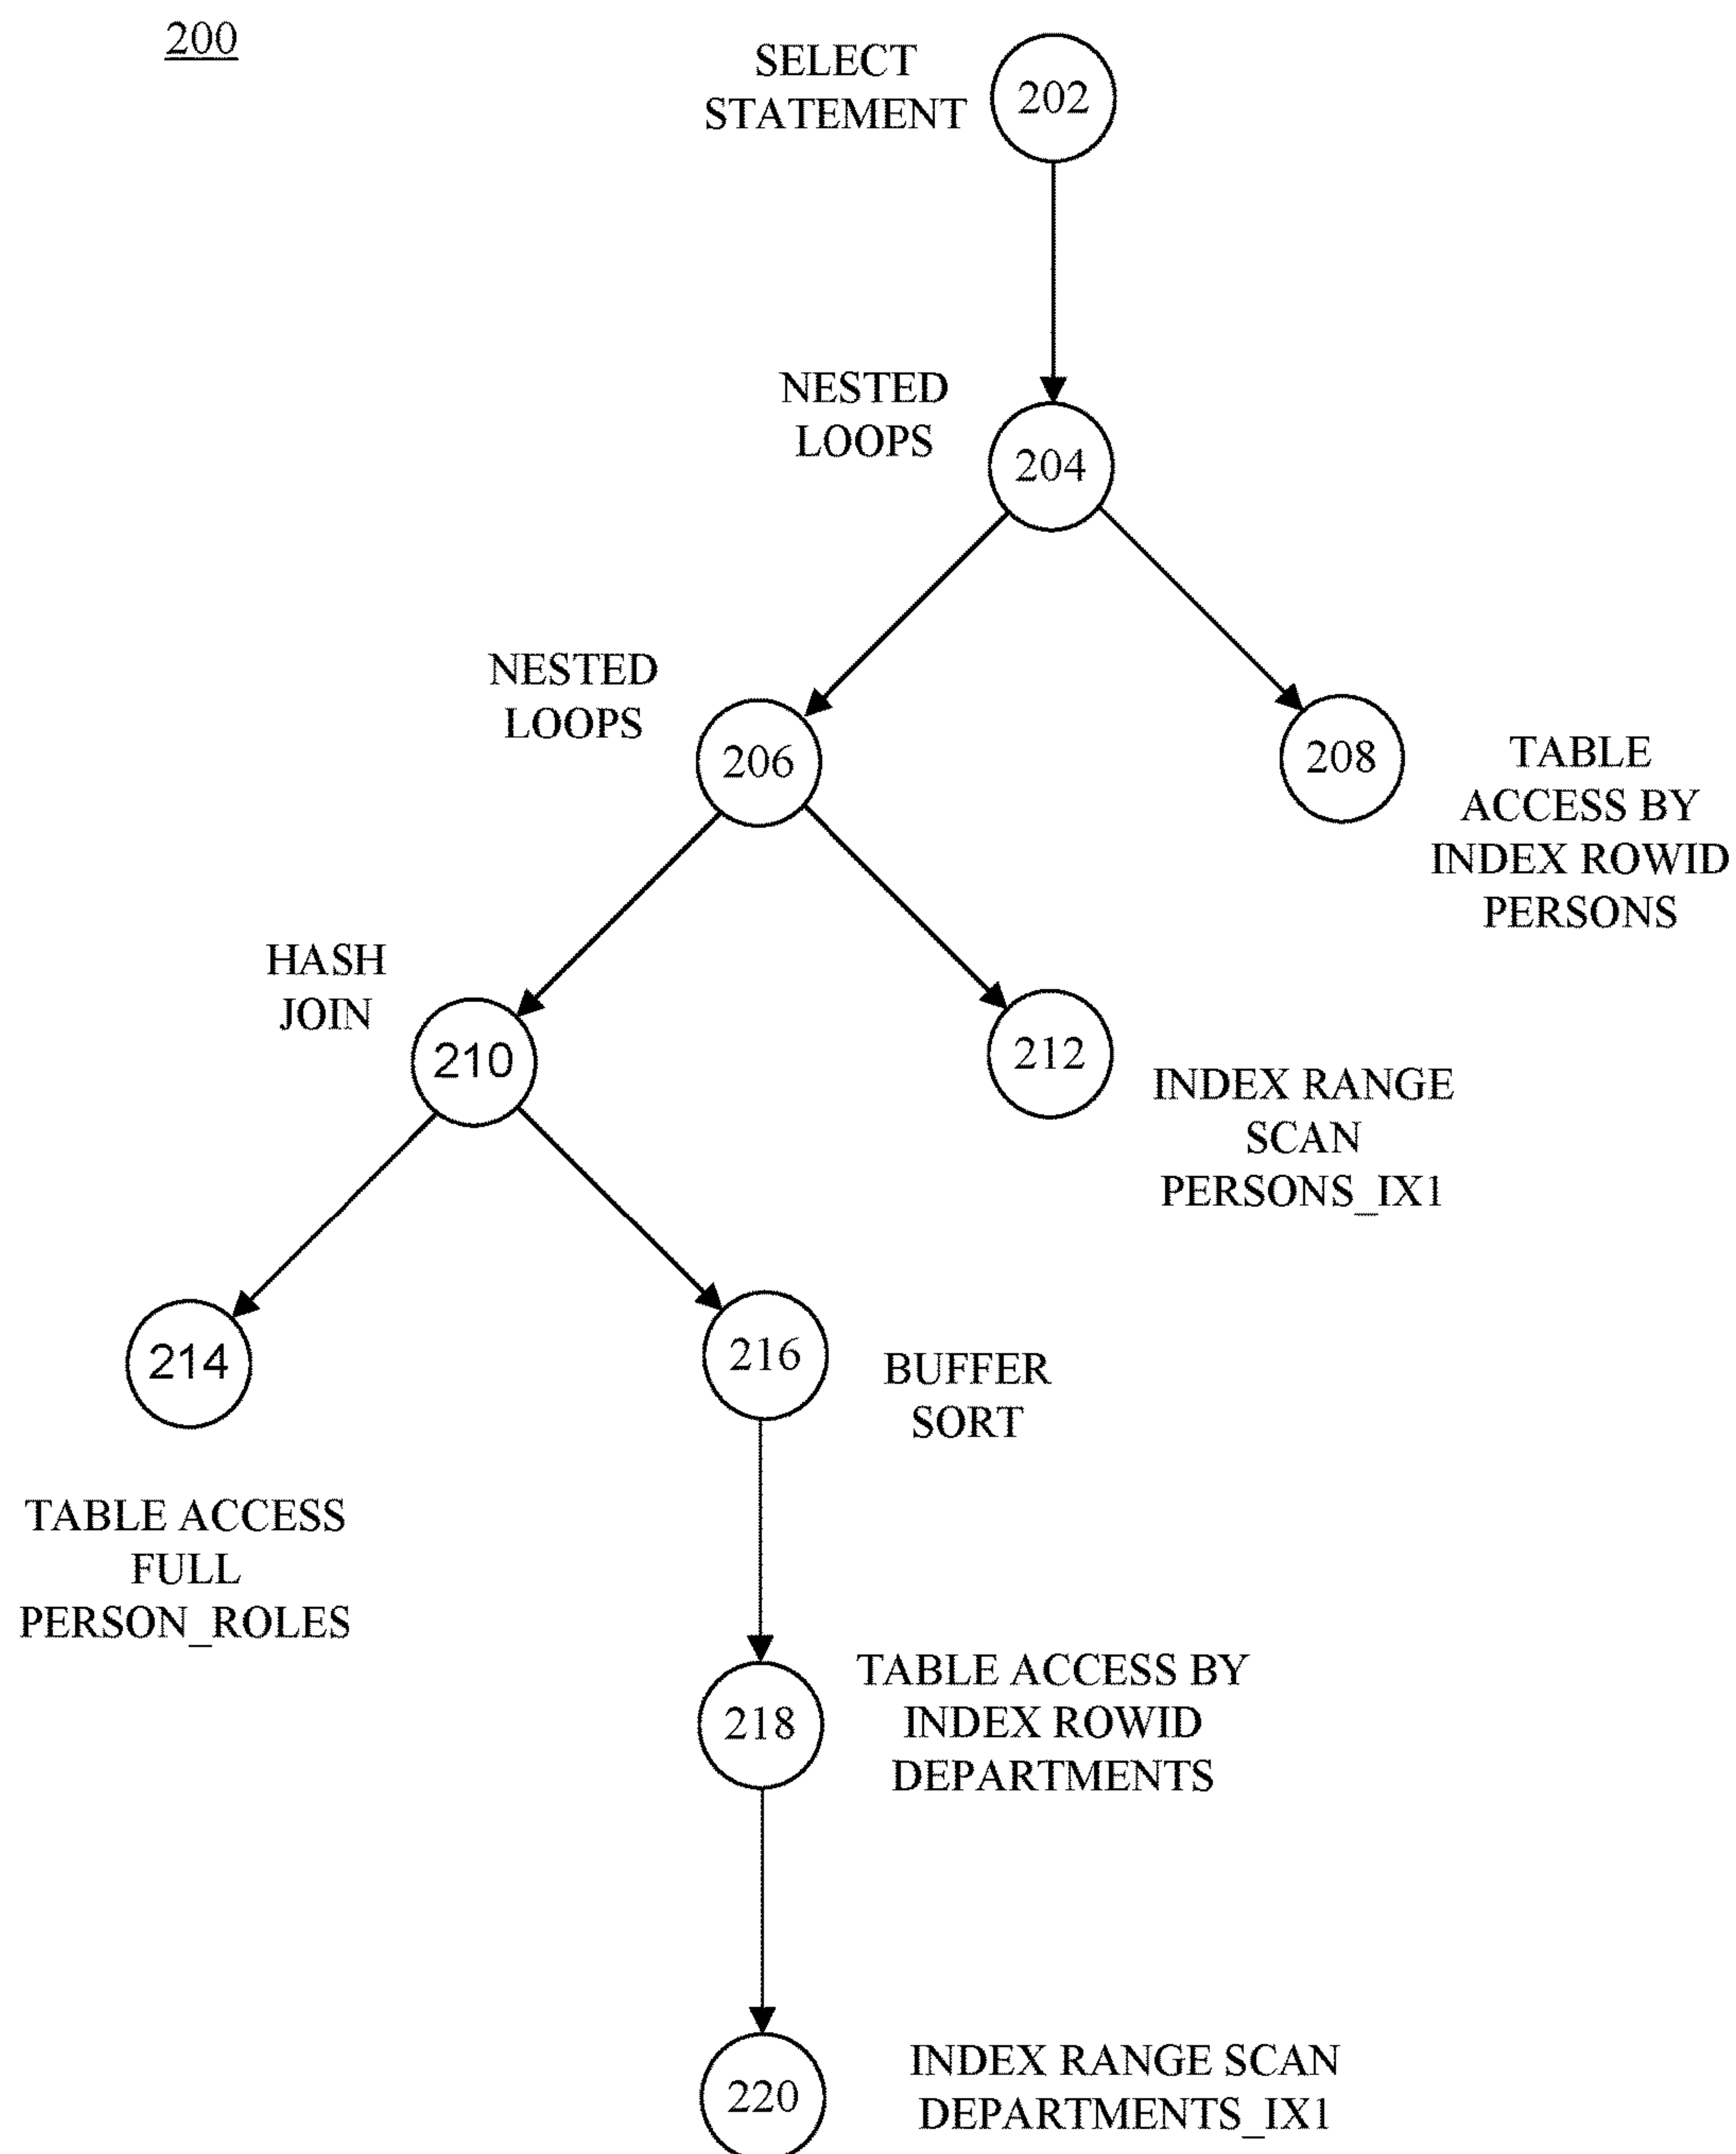 200
SELECT
STATEMENT
202
NESTED
LOOPS
204
NESTED
LOOPS
206
208
TABLE
ACCESS BY
INDEX ROWID
PERSONS
HASH
JOIN
210
212
INDEX RANGE
SCAN
PERSONS_IX1
214
216
BUFFER
SORT
TABLE ACCESS
FULL
PERSON_ROLES
218
TABLE ACCESS BY
INDEX ROWID
DEPARTMENTS
220
INDEX RANGE SCAN
DEPARTMENTS_IX1